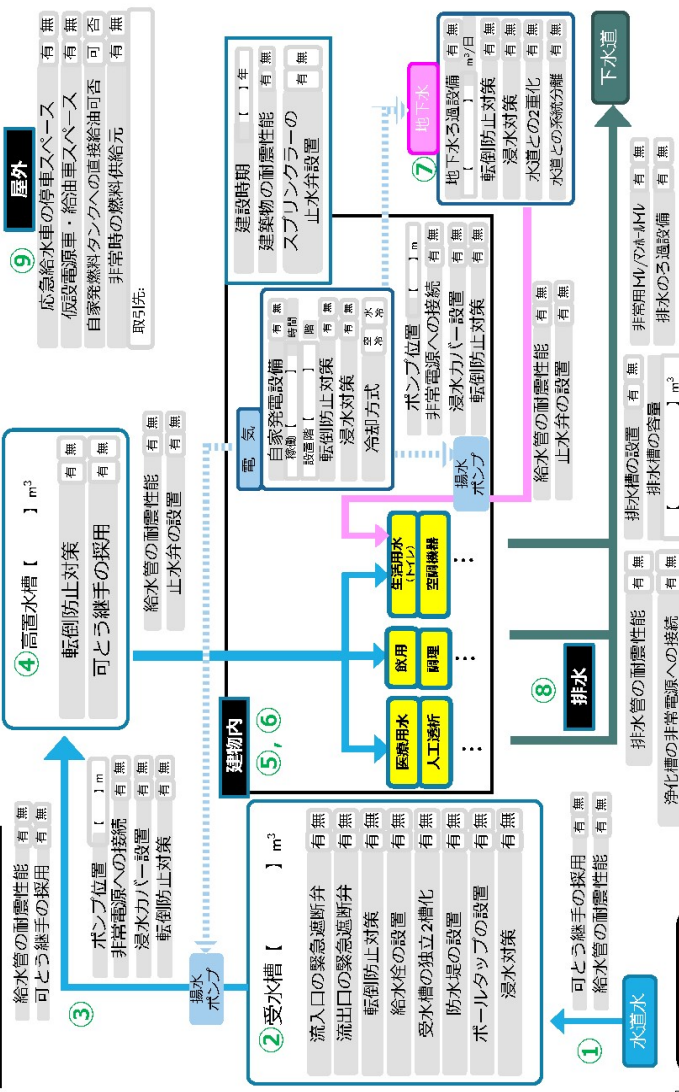 ① 水道水
可とう継手の採用 有 無
給水管の耐震性能 有 無
② 受水槽【 】m³
流入口の緊急遮断弁 有 無
流出口の緊急遮断弁 有 無
転倒防止対策 有 無
給水栓の設置 有 無
受水槽の独立2槽化 有 無
防水堤の設置 有 無
ボールタップの設置 有 無
浸水対策 有 無
③
給水管の耐震性能 有 無
可とう継手の採用 有 無
揚水
ポンプ
ポンプ位置【 】m
非常電源への接続 有 無
浸水カバー設置 有 無
転倒防止対策 有 無
④ 高置水槽【 】m³
転倒防止対策 有 無
可とう継手の採用 有 無
給水管の耐震性能 有 無
止水弁の設置 有 無
建物内
⑤, ⑥
医療用水
人工透析
⋮
飲用
調理
⋮
生活用水
(トイレ)
空調機器
⋮
電 気
自家発電設備 有 無
稼働【 】時間
設置階【 】階
転倒防止対策 有 無
浸水対策 有 無
冷却方式 空冷 水冷
建設時期【 】年
建築物の耐震性能 有 無
スプリンクラーの
止水弁設置 有 無
揚水
ポンプ
ポンプ位置【 】m
非常電源への接続 有 無
浸水カバー設置 有 無
転倒防止対策 有 無
給水管の耐震性能 有 無
止水弁の設置 有 無
⑦ 地下水
地下水ろ過設備 有 無
【 】m³/日
転倒防止対策 有 無
浸水対策 有 無
水道との2重化 有 無
水道との系統分離 有 無
⑧ 排水
排水管の耐震性能 有 無
浄化槽の非常電源への接続 有 無
排水槽の設置 有 無
排水槽の容量
【 】m³
非常用トイレ/マンホールトイレ 有 無
排水のろ過設備 有 無
下水道
⑨ 屋外
応急給水車の停車スペース 有 無
仮設電源車・給油車スペース 有 無
自家発燃料タンクへの直接給油可否 可 否
非常時の燃料供給元 有 無
取引先: